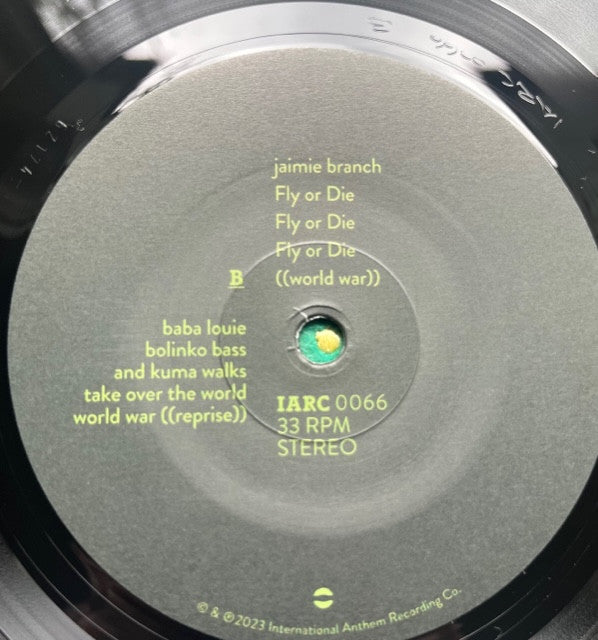 jaimie branch
Fly or Die
Fly or Die
Fly or Die
((world war))
B
baba louie
bolinko bass
and kuma walks
take over the world
world war ((reprise))
IARC 0066
33 RPM
STEREO
© & ℗ 2023 International Anthem Recording Co.